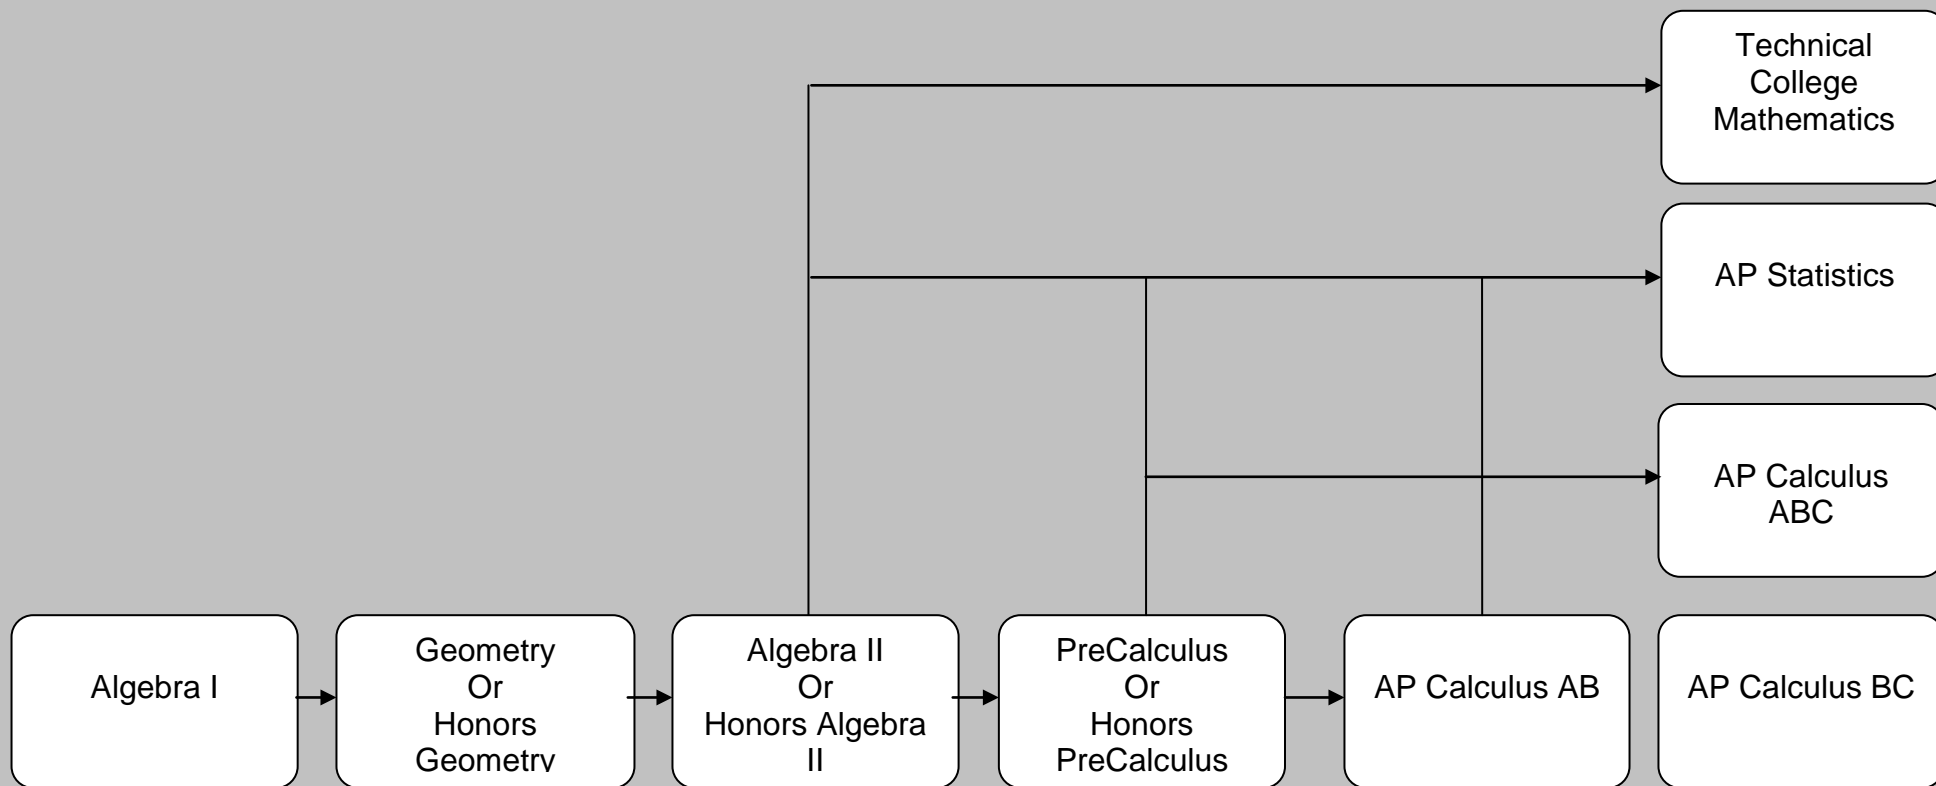 Technical
College
Mathematics
AP Statistics
AP Calculus
ABC
Algebra I
Geometry
Or
Honors
Geometry
Algebra II
Or
Honors Algebra
II
PreCalculus
Or
Honors
PreCalculus
AP Calculus AB
AP Calculus BC